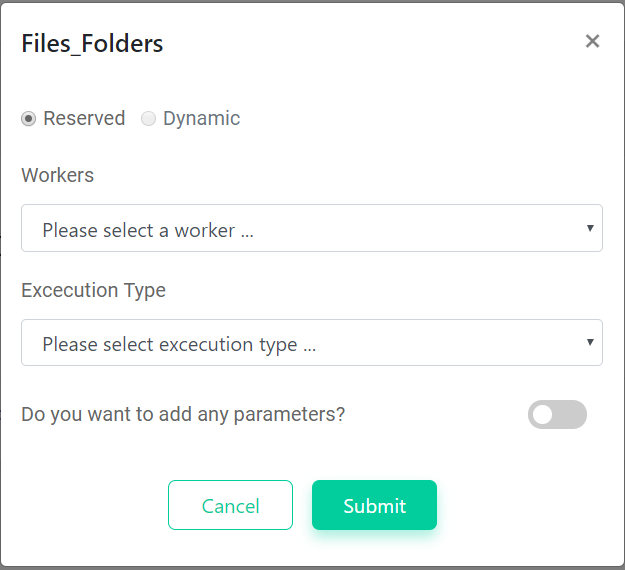 Files_Folders ×
Reserved Dynamic
Workers
Please select a worker ...
Excecution Type
Please select excecution type ...
Do you want to add any parameters?
Cancel Submit